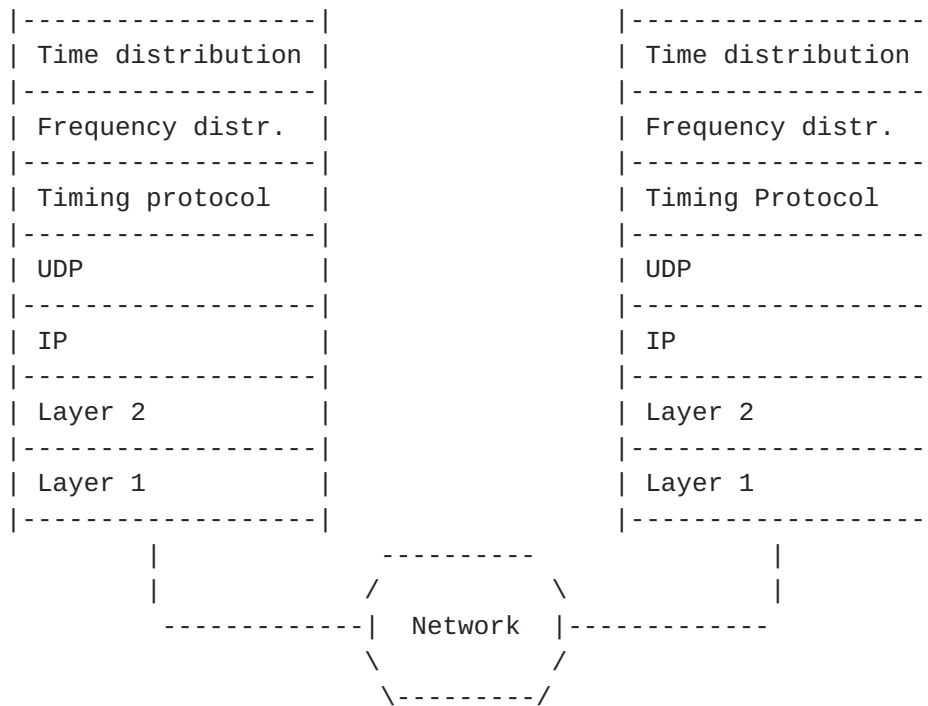 Time distribution Time distribution
Frequency distr. Frequency distr.
Timing protocol Timing Protocol
UDP UDP
IP IP
Layer 2 Layer 2
Layer 1 Layer 1
Network